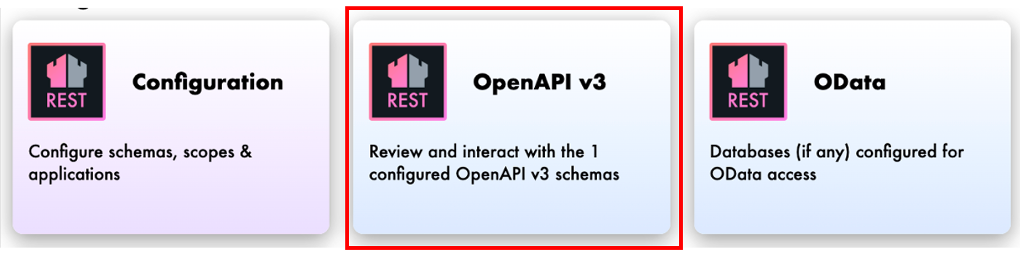 REST
Configuration
Configure schemas, scopes &
applications
REST
OpenAPI v3
Review and interact with the 1
configured OpenAPI v3 schemas
REST
OData
Databases (if any) configured for
OData access